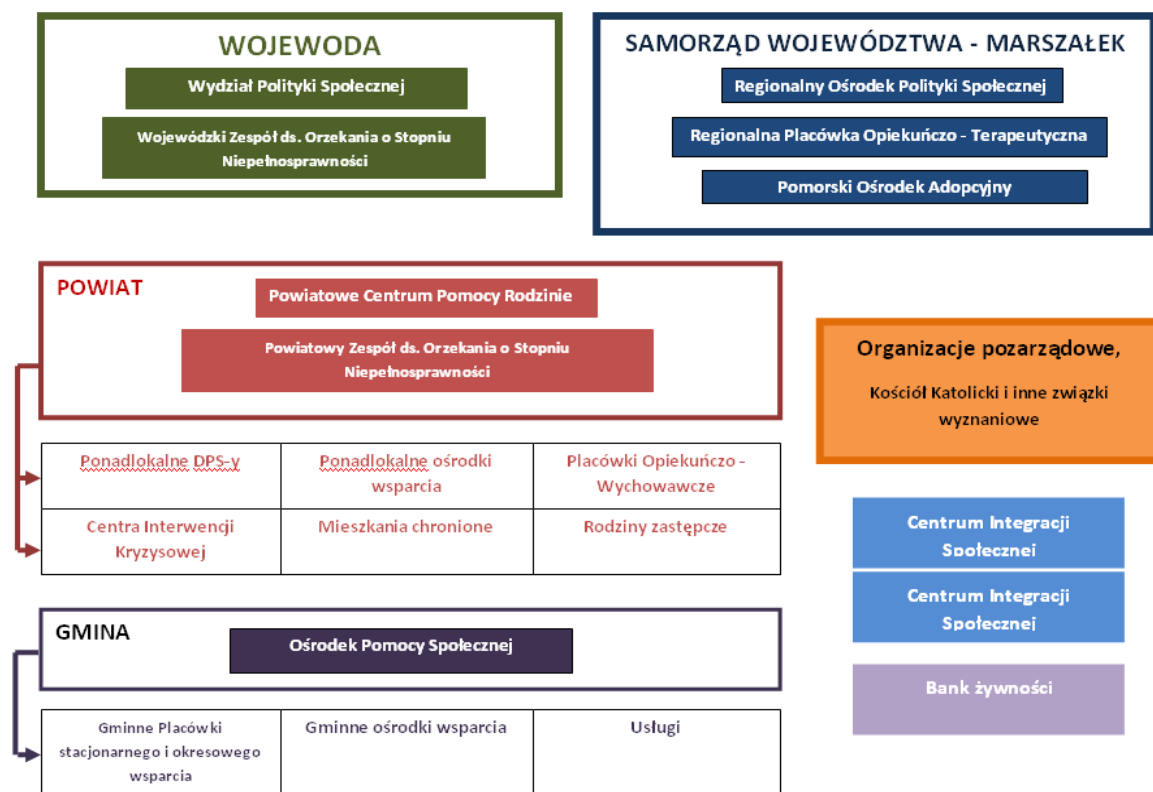 WOJEWODA
Wydział Polityki Społecznej
Wojewódzki Zespół ds. Orzekania o Stopniu
Niepełnosprawności
SAMORZĄD WOJEWÓDZTWA - MARSZAŁEK
Regionalny Ośrodek Polityki Społecznej
Regionalna Placówka Opiekuńczo - Terapeutyczna
Pomorski Ośrodek Adopcyjny
POWIAT
Powiatowe Centrum Pomocy Rodzinie
Powiatowy Zespół ds. Orzekania o Stopniu
Niepełnosprawności
Ponadlokalne DPS-y
Ponadlokalne ośrodki
wsparcia
Placówki Opiekuńczo -
Wychowawcze
Centra Interwencji
Kryzysowej
Mieszkania chronione
Rodziny zastępcze
GMINA
Ośrodek Pomocy Społecznej
Gminne Placówki
stacjonarnego i okresowego
wsparcia
Gminne ośrodki wsparcia
Usługi
Organizacje pozarządowe,
Kościół Katolicki i inne związki
wyznaniowe
Centrum Integracji
Społecznej
Centrum Integracji
Społecznej
Bank żywności